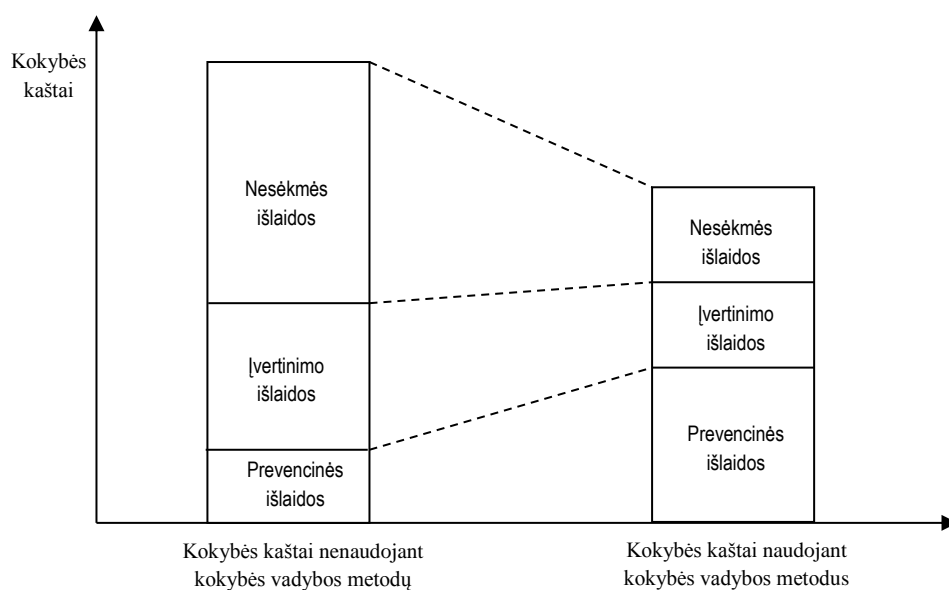 Kokybės
kaštai
Nesėkmės
išlaidos
Įvertinimo
išlaidos
Prevencinės
išlaidos
Nesėkmės
išlaidos
Įvertinimo
išlaidos
Prevencinės
išlaidos
Kokybės kaštai nenaudojant
kokybės vadybos metodų
Kokybės kaštai naudojant
kokybės vadybos metodus